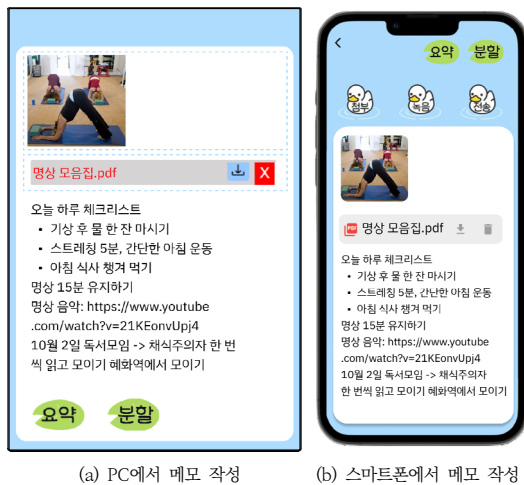 명상 모음집.pdf
X
오늘 하루 체크리스트
• 기상 후 물 한 잔 마시기
• 스트레칭 5분, 간단한 아침 운동
• 아침 식사 챙겨 먹기
명상 15분 유지하기
명상 음악: https://www.youtube
.com/watch?v=21KEonvUpj4
10월 2일 독서모임 -> 채식주의자 한 번
씩 읽고 모이기 혜화역에서 모이기
요약 분할
(a) PC에서 메모 작성
요약 분할
첨부 녹음 전송
PDF 명상 모음집.pdf
오늘 하루 체크리스트
• 기상 후 물 한 잔 마시기
• 스트레칭 5분, 간단한 아침 운동
• 아침 식사 챙겨 먹기
명상 15분 유지하기
명상 음악: https://www.youtube
.com/watch?v=21KEonvUpj4
10월 2일 독서모임 -> 채식주의자
한 번씩 읽고 모이기 혜화역에서 모이기
(b) 스마트폰에서 메모 작성